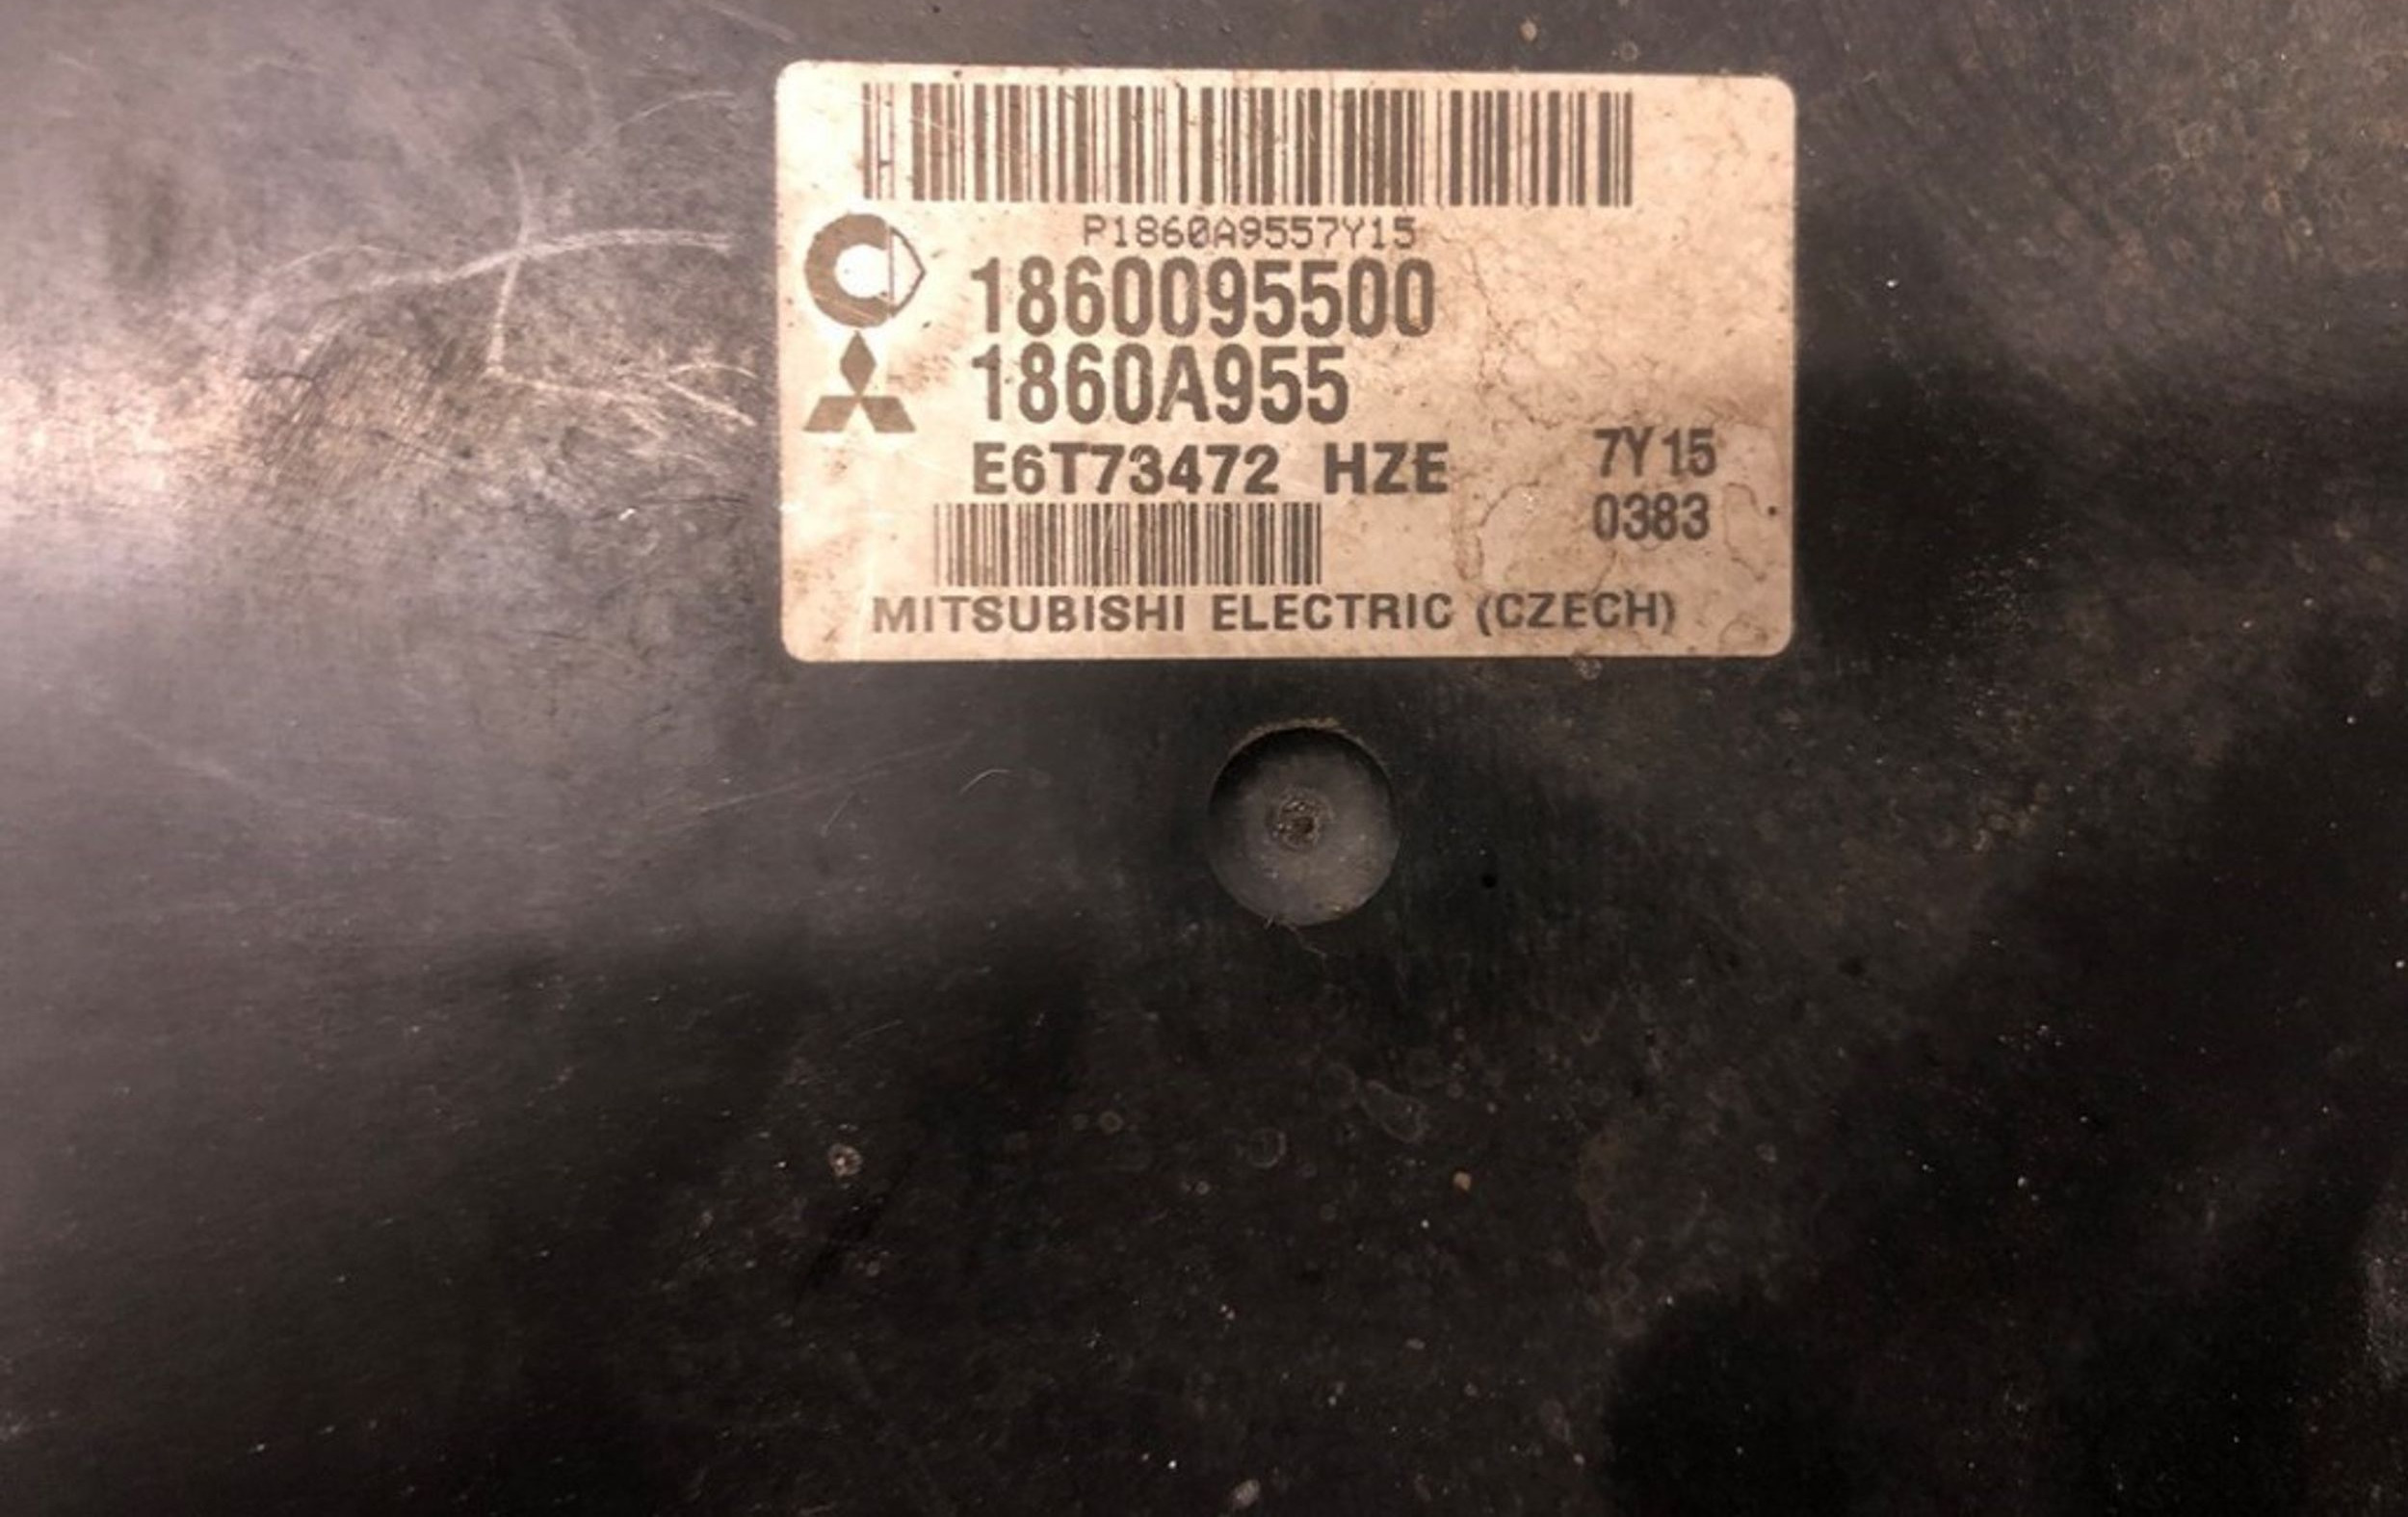 P1860A9557Y15
1860095500
1860A955
E6T73472 HZE
7Y15
0383
MITSUBISHI ELECTRIC (CZECH)